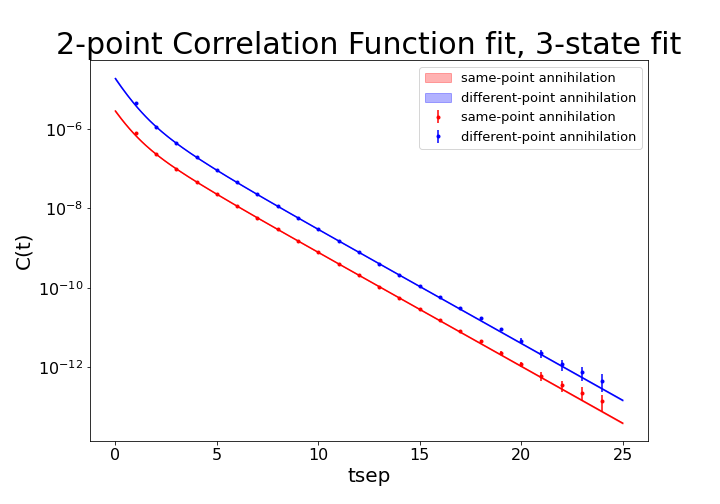 2-point Correlation Function fit, 3-state fit
same-point annihilation
different-point annihilation
same-point annihilation
different-point annihilation
C(t)
10⁻⁶
10⁻⁸
10⁻¹⁰
10⁻¹²
0 5 10 15 20 25
tsep